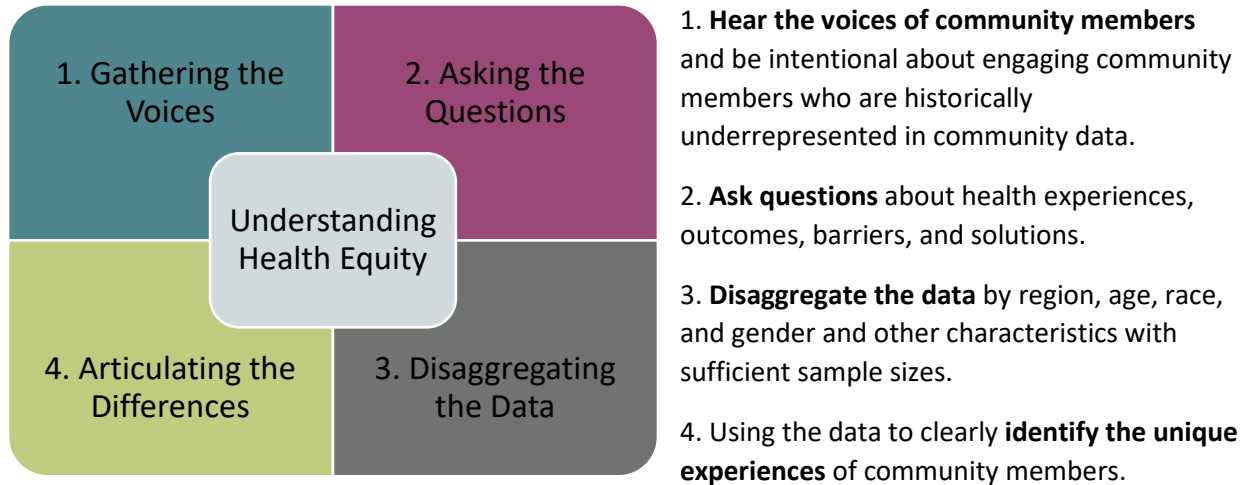 1. Gathering the
Voices
2. Asking the
Questions
Understanding
Health Equity
4. Articulating the
Differences
3. Disaggregating
the Data
1. Hear the voices of community members
and be intentional about engaging community
members who are historically
underrepresented in community data.
2. Ask questions about health experiences,
outcomes, barriers, and solutions.
3. Disaggregate the data by region, age, race,
and gender and other characteristics with
sufficient sample sizes.
4. Using the data to clearly identify the unique
experiences of community members.